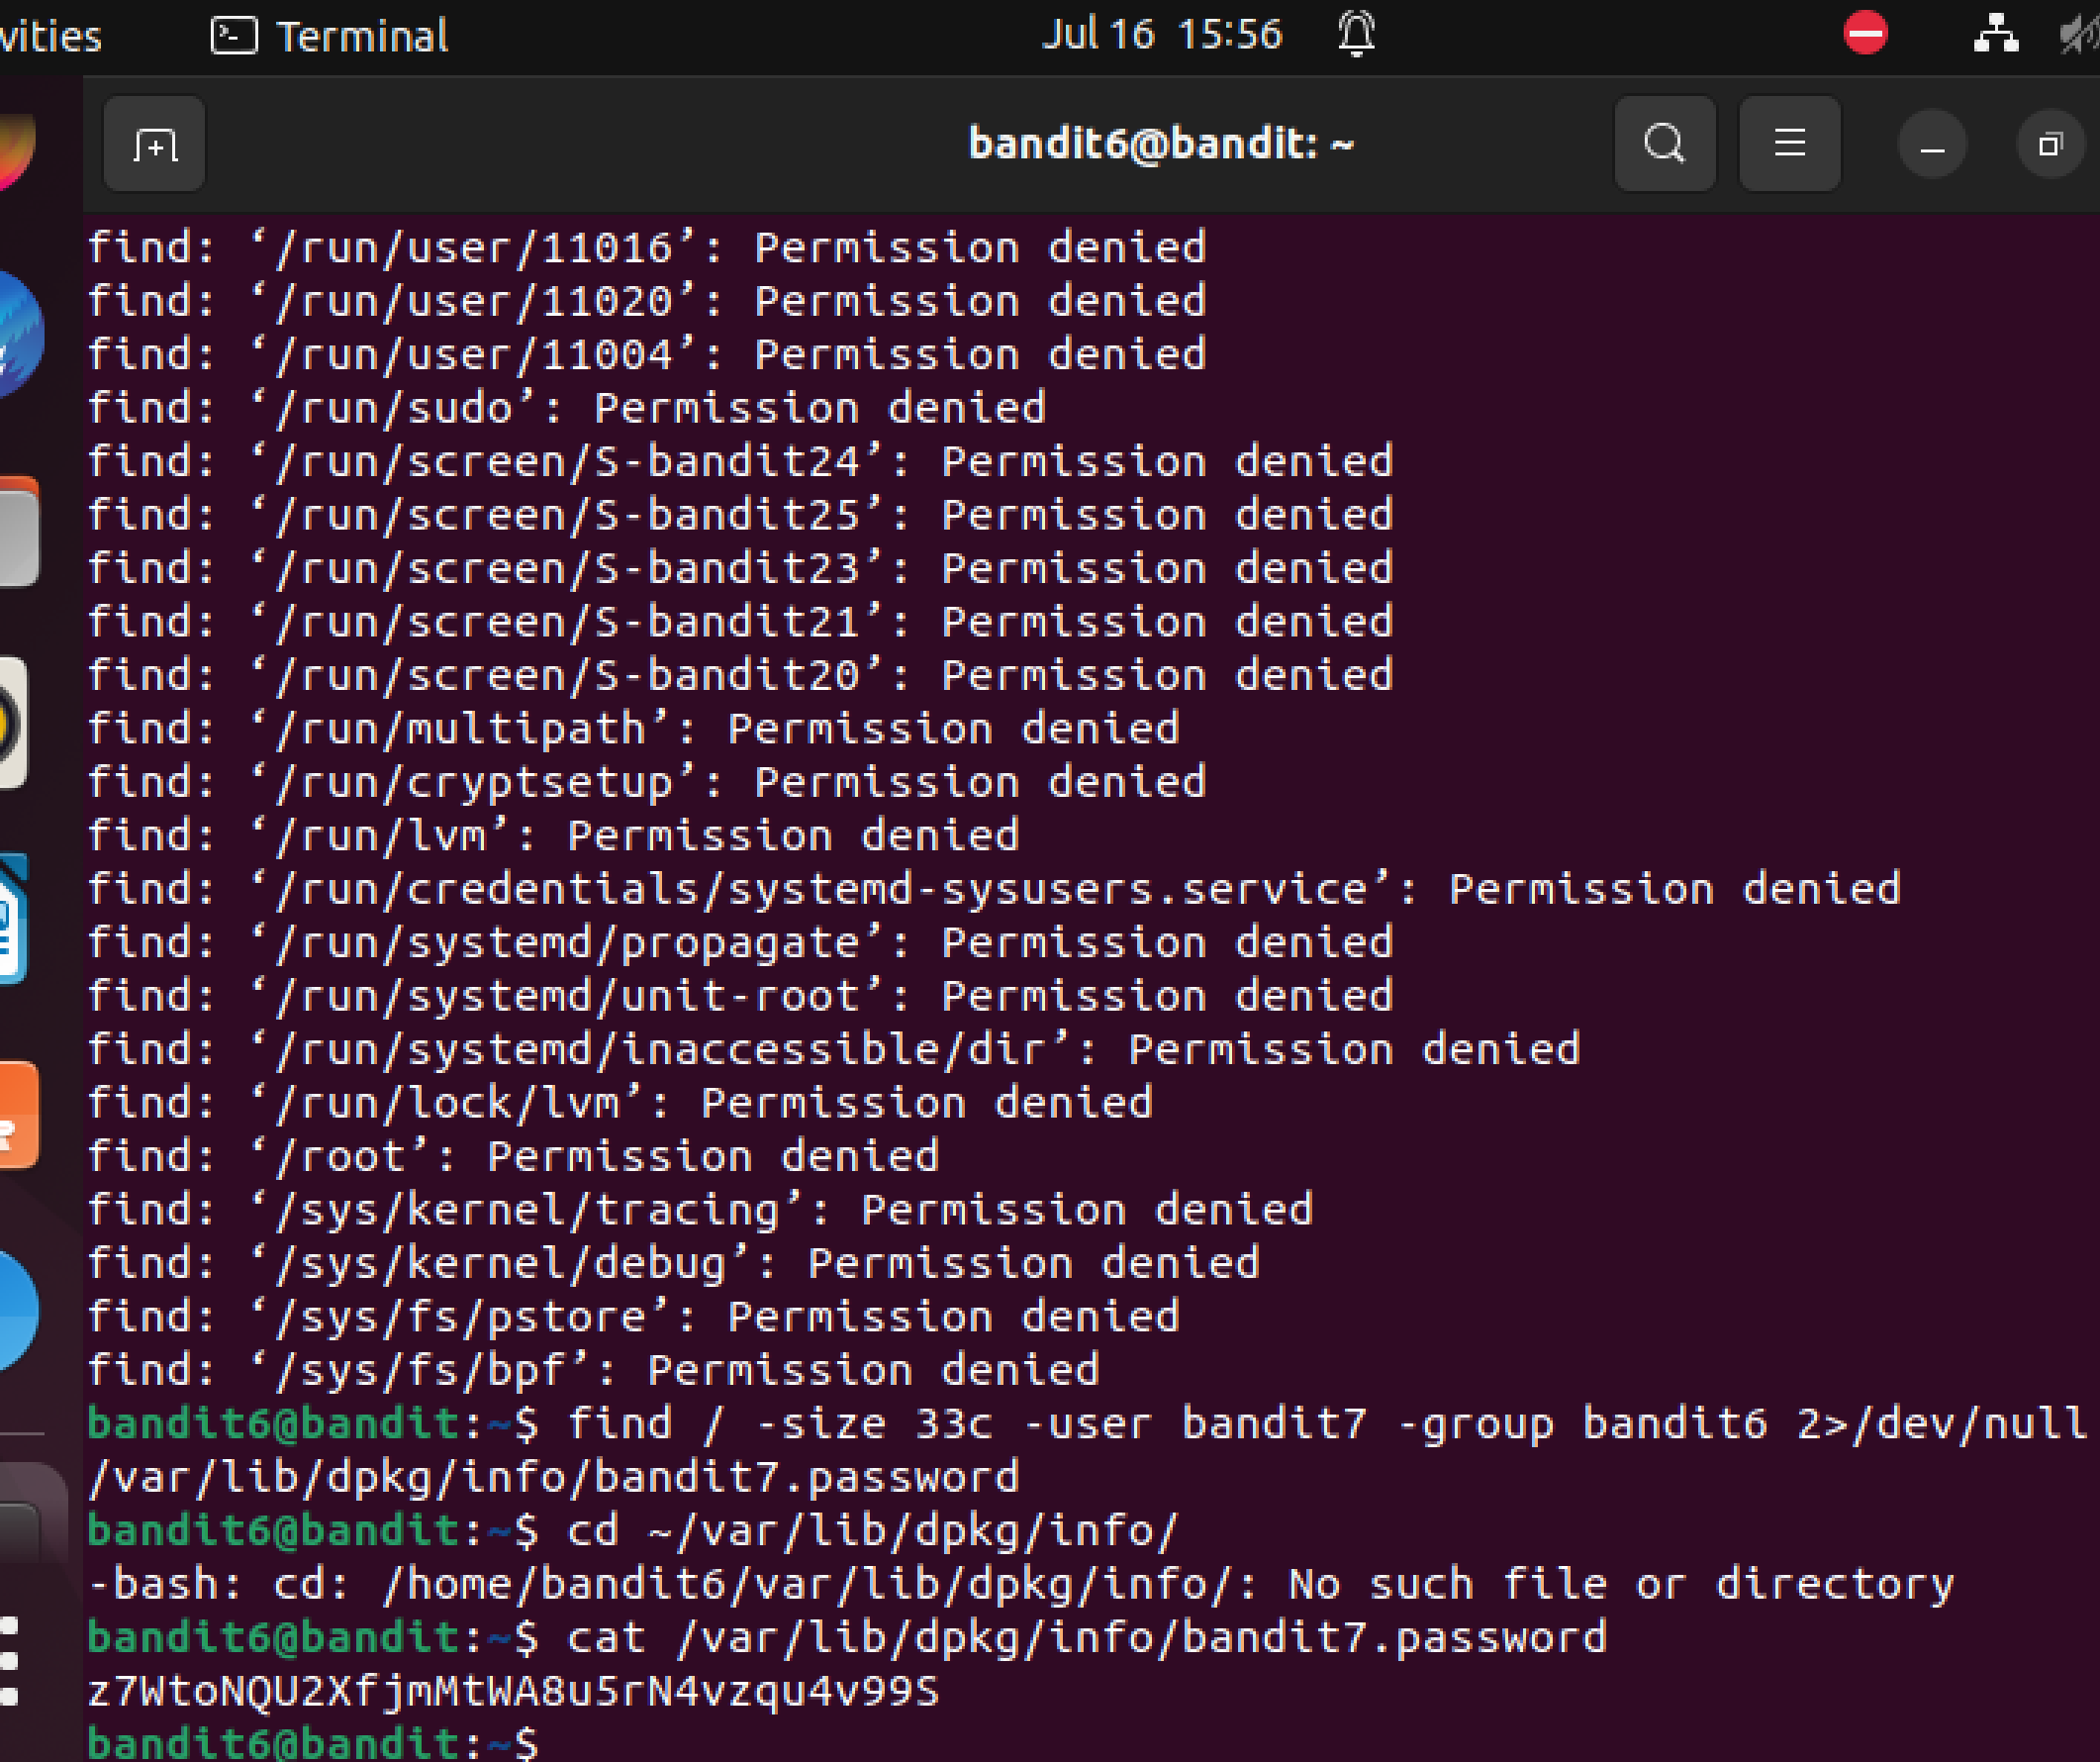 vities
Terminal
Jul 16 15:56
bandit6@bandit: ~
find: ‘/run/user/11016’: Permission denied
find: ‘/run/user/11020’: Permission denied
find: ‘/run/user/11004’: Permission denied
find: ‘/run/sudo’: Permission denied
find: ‘/run/screen/S-bandit24’: Permission denied
find: ‘/run/screen/S-bandit25’: Permission denied
find: ‘/run/screen/S-bandit23’: Permission denied
find: ‘/run/screen/S-bandit21’: Permission denied
find: ‘/run/screen/S-bandit20’: Permission denied
find: ‘/run/multipath’: Permission denied
find: ‘/run/cryptsetup’: Permission denied
find: ‘/run/lvm’: Permission denied
find: ‘/run/credentials/systemd-sysusers.service’: Permission denied
find: ‘/run/systemd/propagate’: Permission denied
find: ‘/run/systemd/unit-root’: Permission denied
find: ‘/run/systemd/inaccessible/dir’: Permission denied
find: ‘/run/lock/lvm’: Permission denied
find: ‘/root’: Permission denied
find: ‘/sys/kernel/tracing’: Permission denied
find: ‘/sys/kernel/debug’: Permission denied
find: ‘/sys/fs/pstore’: Permission denied
find: ‘/sys/fs/bpf’: Permission denied
bandit6@bandit:~$ find / -size 33c -user bandit7 -group bandit6 2>/dev/null
/var/lib/dpkg/info/bandit7.password
bandit6@bandit:~$ cd ~/var/lib/dpkg/info/
-bash: cd: /home/bandit6/var/lib/dpkg/info/: No such file or directory
bandit6@bandit:~$ cat /var/lib/dpkg/info/bandit7.password
z7WtoNQU2XfjmMtWA8u5rN4vzqu4v99S
bandit6@bandit:~$